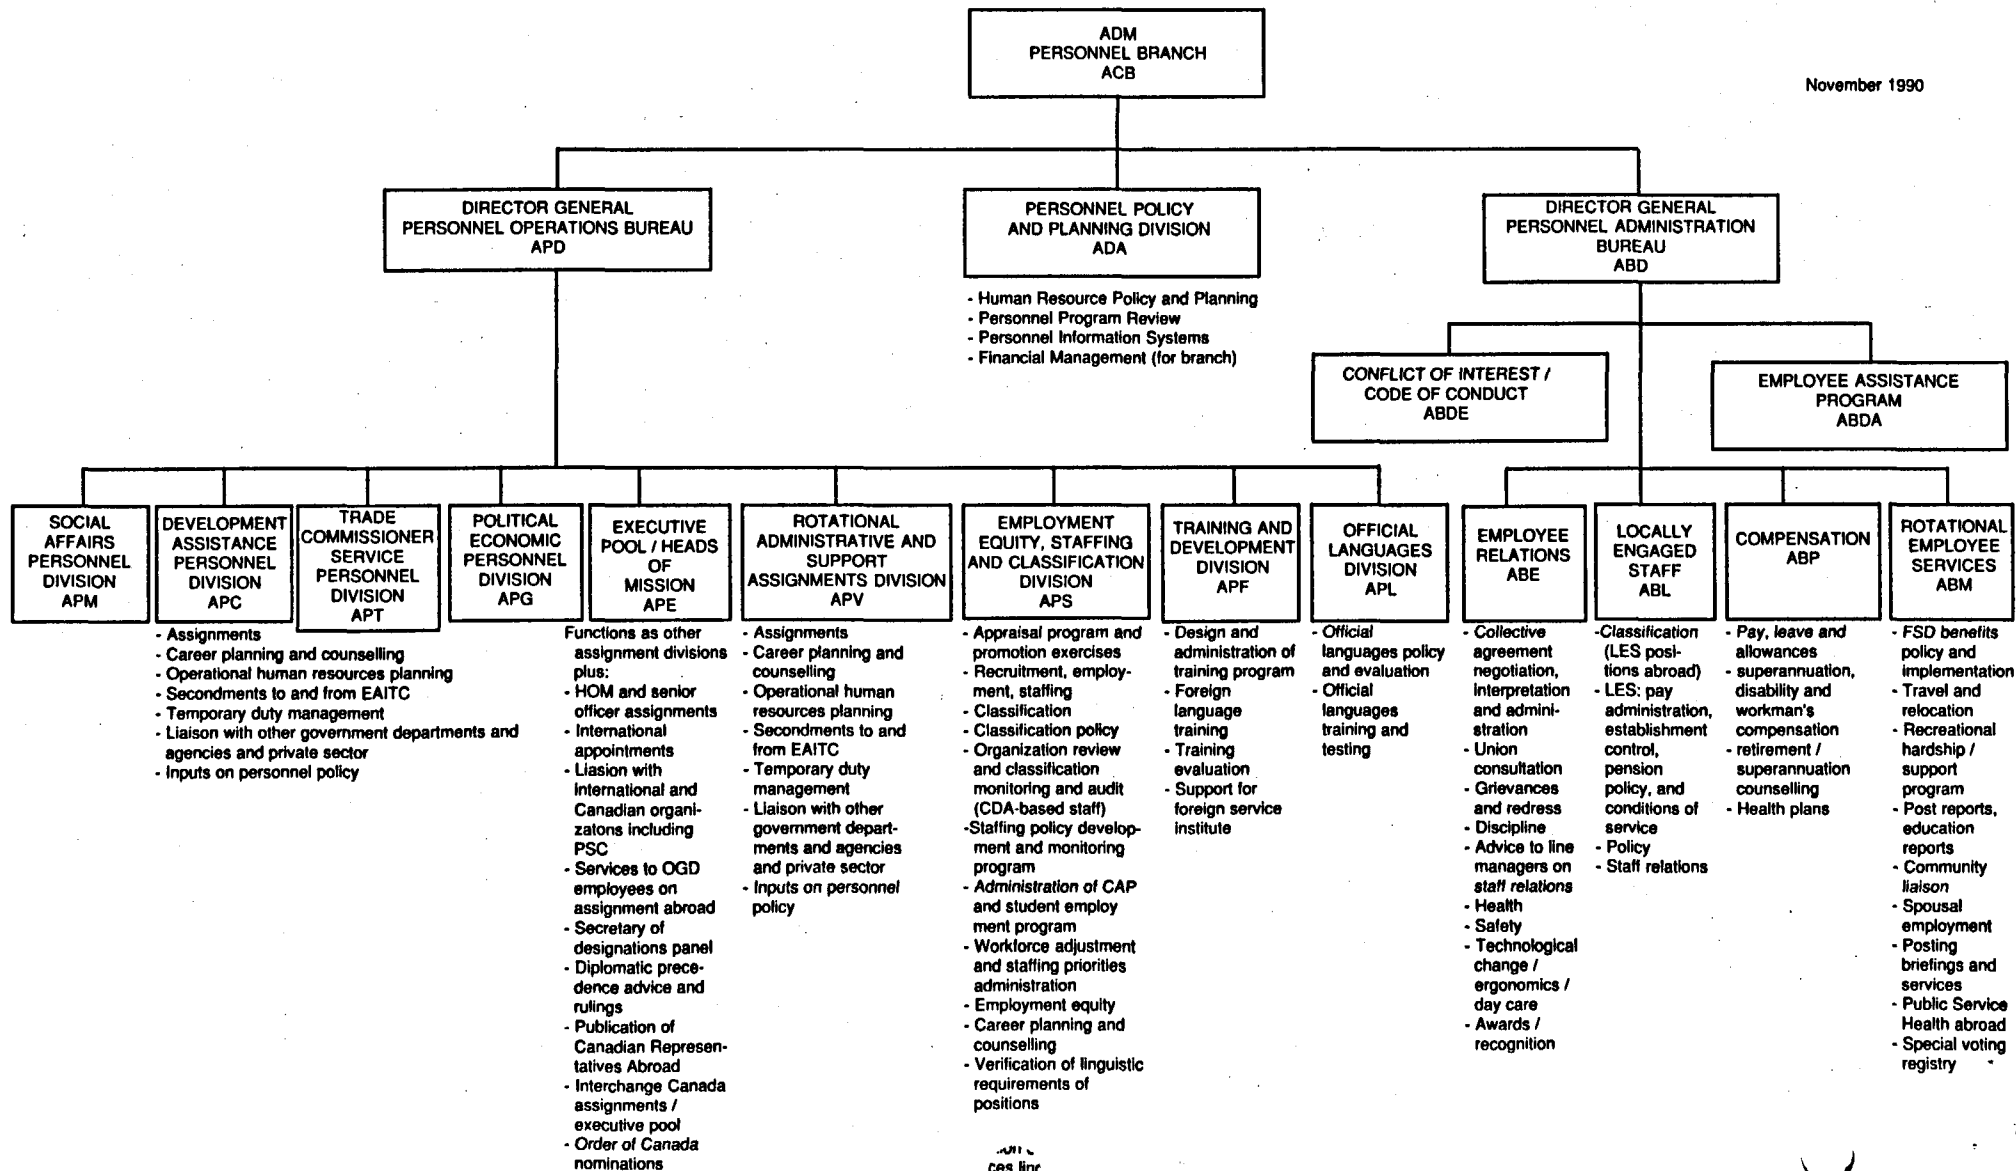 ADM
PERSONNEL BRANCH
ACB
November 1990
DIRECTOR GENERAL
PERSONNEL OPERATIONS BUREAU
APD
PERSONNEL POLICY
AND PLANNING DIVISION
ADA
- Human Resource Policy and Planning
- Personnel Program Review
- Personnel Information Systems
- Financial Management (for branch)
DIRECTOR GENERAL
PERSONNEL ADMINISTRATION
BUREAU
ABD
CONFLICT OF INTEREST /
CODE OF CONDUCT
ABDE
EMPLOYEE ASSISTANCE
PROGRAM
ABDA
SOCIAL
AFFAIRS
PERSONNEL
DIVISION
APM
DEVELOPMENT
ASSISTANCE
PERSONNEL
DIVISION
APC
TRADE
COMMISSIONER
SERVICE
PERSONNEL
DIVISION
APT
POLITICAL
ECONOMIC
PERSONNEL
DIVISION
APG
- Assignments
- Career planning and counselling
- Operational human resources planning
- Secondments to and from EAITC
- Temporary duty management
- Liaison with other government departments and
agencies and private sector
- Inputs on personnel policy
EXECUTIVE
POOL / HEADS
OF
MISSION
APE
Functions as other
assignment divisions
plus:
- HOM and senior
officer assignments
- International
appointments
- Liasion with
international and
Canadian organi-
zatons including
PSC
- Services to OGD
employees on
assignment abroad
- Secretary of
designations panel
- Diplomatic prece-
dence advice and
rulings
- Publication of
Canadian Represen-
tatives Abroad
- Interchange Canada
assignments /
executive pool
- Order of Canada
nominations
ROTATIONAL
ADMINISTRATIVE AND
SUPPORT
ASSIGNMENTS DIVISION
APV
- Assignments
- Career planning and
counselling
- Operational human
resources planning
- Secondments to and
from EAITC
- Temporary duty
management
- Liaison with other
government depart-
ments and agencies
and private sector
- Inputs on personnel
policy
EMPLOYMENT
EQUITY, STAFFING
AND CLASSIFICATION
DIVISION
APS
- Appraisal program and
promotion exercises
- Recruitment, employ-
ment, staffing
- Classification
- Classification policy
- Organization review
and classification
monitoring and audit
(CDA-based staff)
-Staffing policy develop-
ment and monitoring
program
- Administration of CAP
and student employ
ment program
- Workforce adjustment
and staffing priorities
administration
- Employment equity
- Career planning and
counselling
- Verification of linguistic
requirements of
positions
TRAINING AND
DEVELOPMENT
DIVISION
APF
- Design and
administration of
training program
- Foreign
language
training
- Training
evaluation
- Support for
foreign service
institute
OFFICIAL
LANGUAGES
DIVISION
APL
- Official
languages policy
and evaluation
- Official
languages
training and
testing
EMPLOYEE
RELATIONS
ABE
- Collective
agreement
negotiation,
interpretation
and admini-
stration
- Union
consultation
- Grievances
and redress
- Discipline
- Advice to line
managers on
staff relations
- Health
- Safety
- Technological
change /
ergonomics /
day care
- Awards /
recognition
LOCALLY
ENGAGED
STAFF
ABL
-Classification
(LES posi-
tions abroad)
- LES: pay
administration,
establishment
control,
pension
policy, and
conditions of
service
- Policy
- Staff relations
COMPENSATION
ABP
- Pay, leave and
allowances
- superannuation,
disability and
workman's
compensation
- retirement /
superannuation
counselling
- Health plans
ROTATIONAL
EMPLOYEE
SERVICES
ABM
- FSD benefits
policy and
implementation
- Travel and
relocation
- Recreational
hardship /
support
program
- Post reports,
education
reports
- Community
liaison
- Spousal
employment
- Posting
briefings and
services
- Public Service
Health abroad
- Special voting
registry